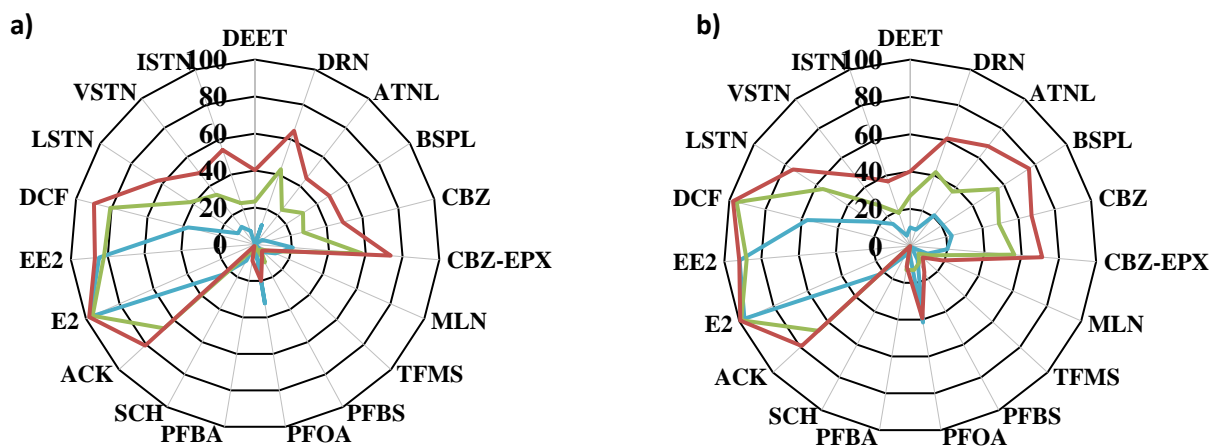 a)
DEET
DRN
ATNL
BSPL
CBZ
CBZ-EPX
MLN
TFMS
PFBS
PFOA
PFBA
SCH
ACK
E2
EE2
DCF
LSTN
VSTN
ISTN
100
80
60
40
20
0
b)
DEET
DRN
ATNL
BSPL
CBZ
CBZ-EPX
MLN
TFMS
PFBS
PFOA
PFBA
SCH
ACK
E2
EE2
DCF
LSTN
VSTN
ISTN
100
80
60
40
20
0